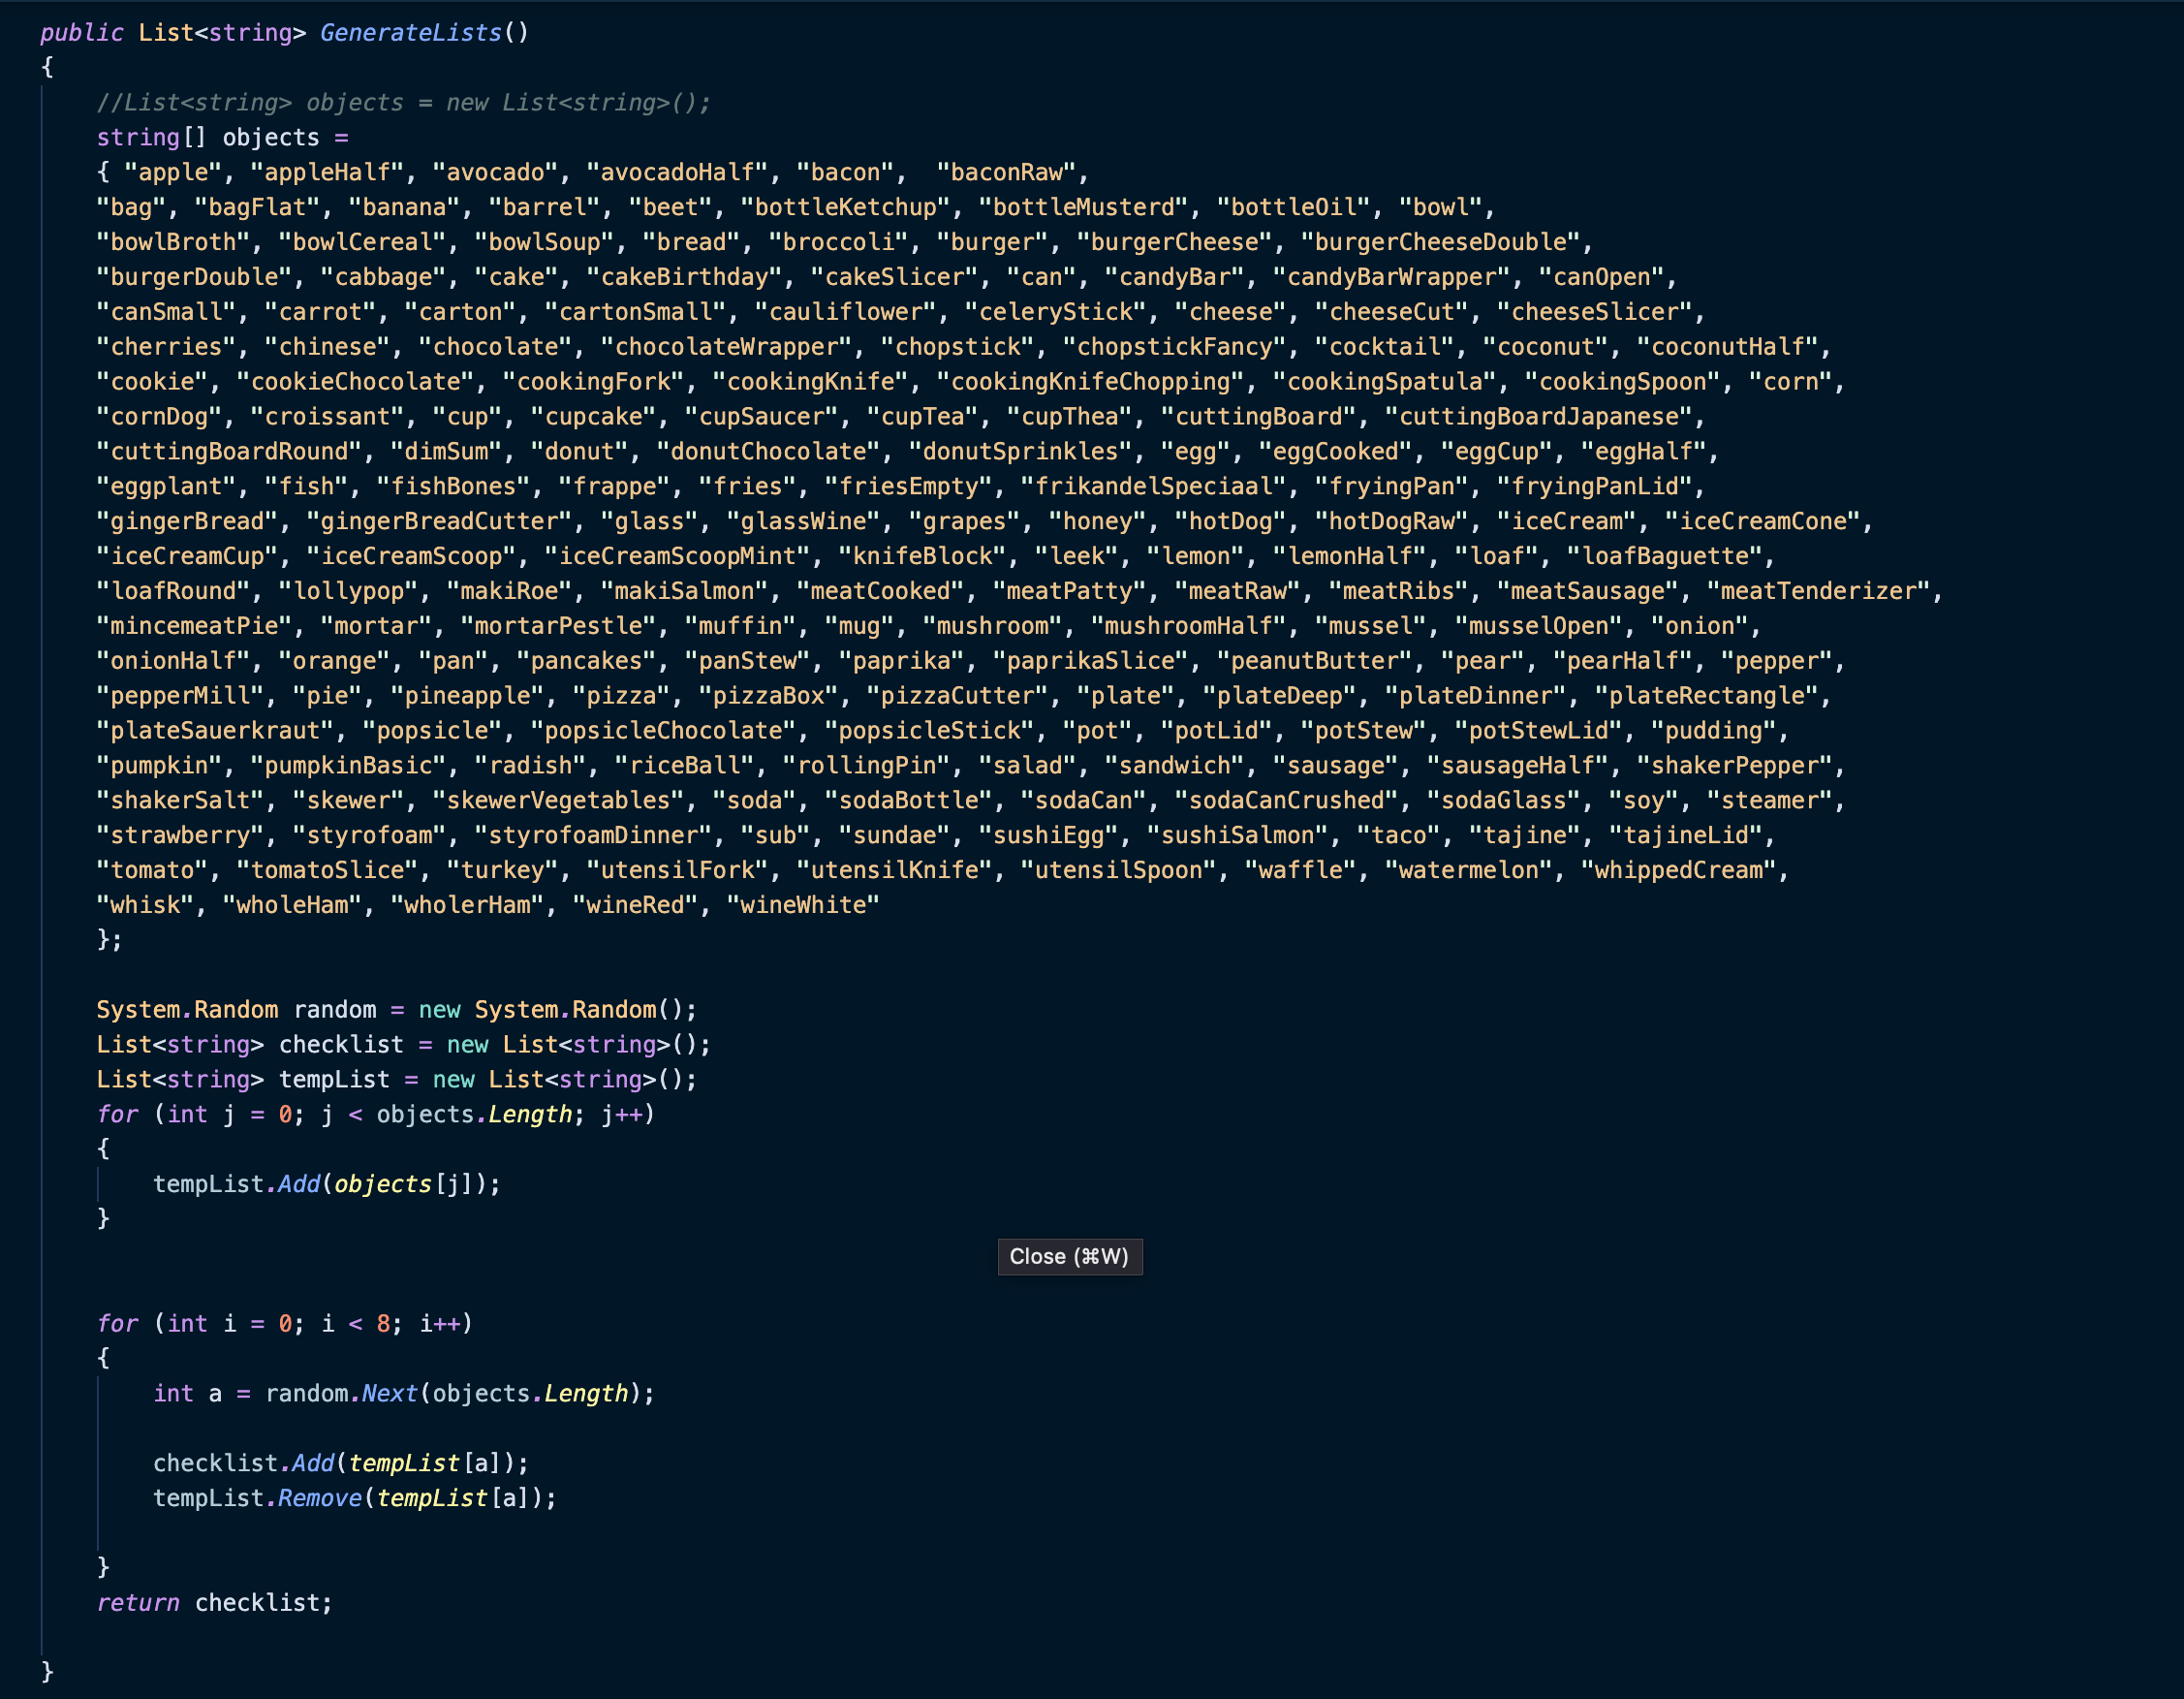 public List<string> GenerateLists()
{
//List<string> objects = new List<string>();
string[] objects =
{ "apple", "appleHalf", "avocado", "avocadoHalf", "bacon",  "baconRaw",
"bag", "bagFlat", "banana", "barrel", "beet", "bottleKetchup", "bottleMusterd", "bottleOil", "bowl",
"bowlBroth", "bowlCereal", "bowlSoup", "bread", "broccoli", "burger", "burgerCheese", "burgerCheeseDouble",
"burgerDouble", "cabbage", "cake", "cakeBirthday", "cakeSlicer", "can", "candyBar", "candyBarWrapper", "canOpen",
"canSmall", "carrot", "carton", "cartonSmall", "cauliflower", "celeryStick", "cheese", "cheeseCut", "cheeseSlicer",
"cherries", "chinese", "chocolate", "chocolateWrapper", "chopstick", "chopstickFancy", "cocktail", "coconut", "coconutHalf",
"cookie", "cookieChocolate", "cookingFork", "cookingKnife", "cookingKnifeChopping", "cookingSpatula", "cookingSpoon", "corn",
"cornDog", "croissant", "cup", "cupcake", "cupSaucer", "cupTea", "cupThea", "cuttingBoard", "cuttingBoardJapanese",
"cuttingBoardRound", "dimSum", "donut", "donutChocolate", "donutSprinkles", "egg", "eggCooked", "eggCup", "eggHalf",
"eggplant", "fish", "fishBones", "frappe", "fries", "friesEmpty", "frikandelSpeciaal", "fryingPan", "fryingPanLid",
"gingerBread", "gingerBreadCutter", "glass", "glassWine", "grapes", "honey", "hotDog", "hotDogRaw", "iceCream", "iceCreamCone",
"iceCreamCup", "iceCreamScoop", "iceCreamScoopMint", "knifeBlock", "leek", "lemon", "lemonHalf", "loaf", "loafBaguette",
"loafRound", "lollypop", "makiRoe", "makiSalmon", "meatCooked", "meatPatty", "meatRaw", "meatRibs", "meatSausage", "meatTenderizer",
"mincemeatPie", "mortar", "mortarPestle", "muffin", "mug", "mushroom", "mushroomHalf", "mussel", "musselOpen", "onion",
"onionHalf", "orange", "pan", "pancakes", "panStew", "paprika", "paprikaSlice", "peanutButter", "pear", "pearHalf", "pepper",
"pepperMill", "pie", "pineapple", "pizza", "pizzaBox", "pizzaCutter", "plate", "plateDeep", "plateDinner", "plateRectangle",
"plateSauerkraut", "popsicle", "popsicleChocolate", "popsicleStick", "pot", "potLid", "potStew", "potStewLid", "pudding",
"pumpkin", "pumpkinBasic", "radish", "riceBall", "rollingPin", "salad", "sandwich", "sausage", "sausageHalf", "shakerPepper",
"shakerSalt", "skewer", "skewerVegetables", "soda", "sodaBottle", "sodaCan", "sodaCanCrushed", "sodaGlass", "soy", "steamer",
"strawberry", "styrofoam", "styrofoamDinner", "sub", "sundae", "sushiEgg", "sushiSalmon", "taco", "tajine", "tajineLid",
"tomato", "tomatoSlice", "turkey", "utensilFork", "utensilKnife", "utensilSpoon", "waffle", "watermelon", "whippedCream",
"whisk", "wholeHam", "wholerHam", "wineRed", "wineWhite"
};
System.Random random = new System.Random();
List<string> checklist = new List<string>();
List<string> tempList = new List<string>();
for (int j = 0; j < objects.Length; j++)
{
tempList.Add(objects[j]);
}
Close (⌘W)
for (int i = 0; i < 8; i++)
{
int a = random.Next(objects.Length);
checklist.Add(tempList[a]);
tempList.Remove(tempList[a]);
}
return checklist;
}